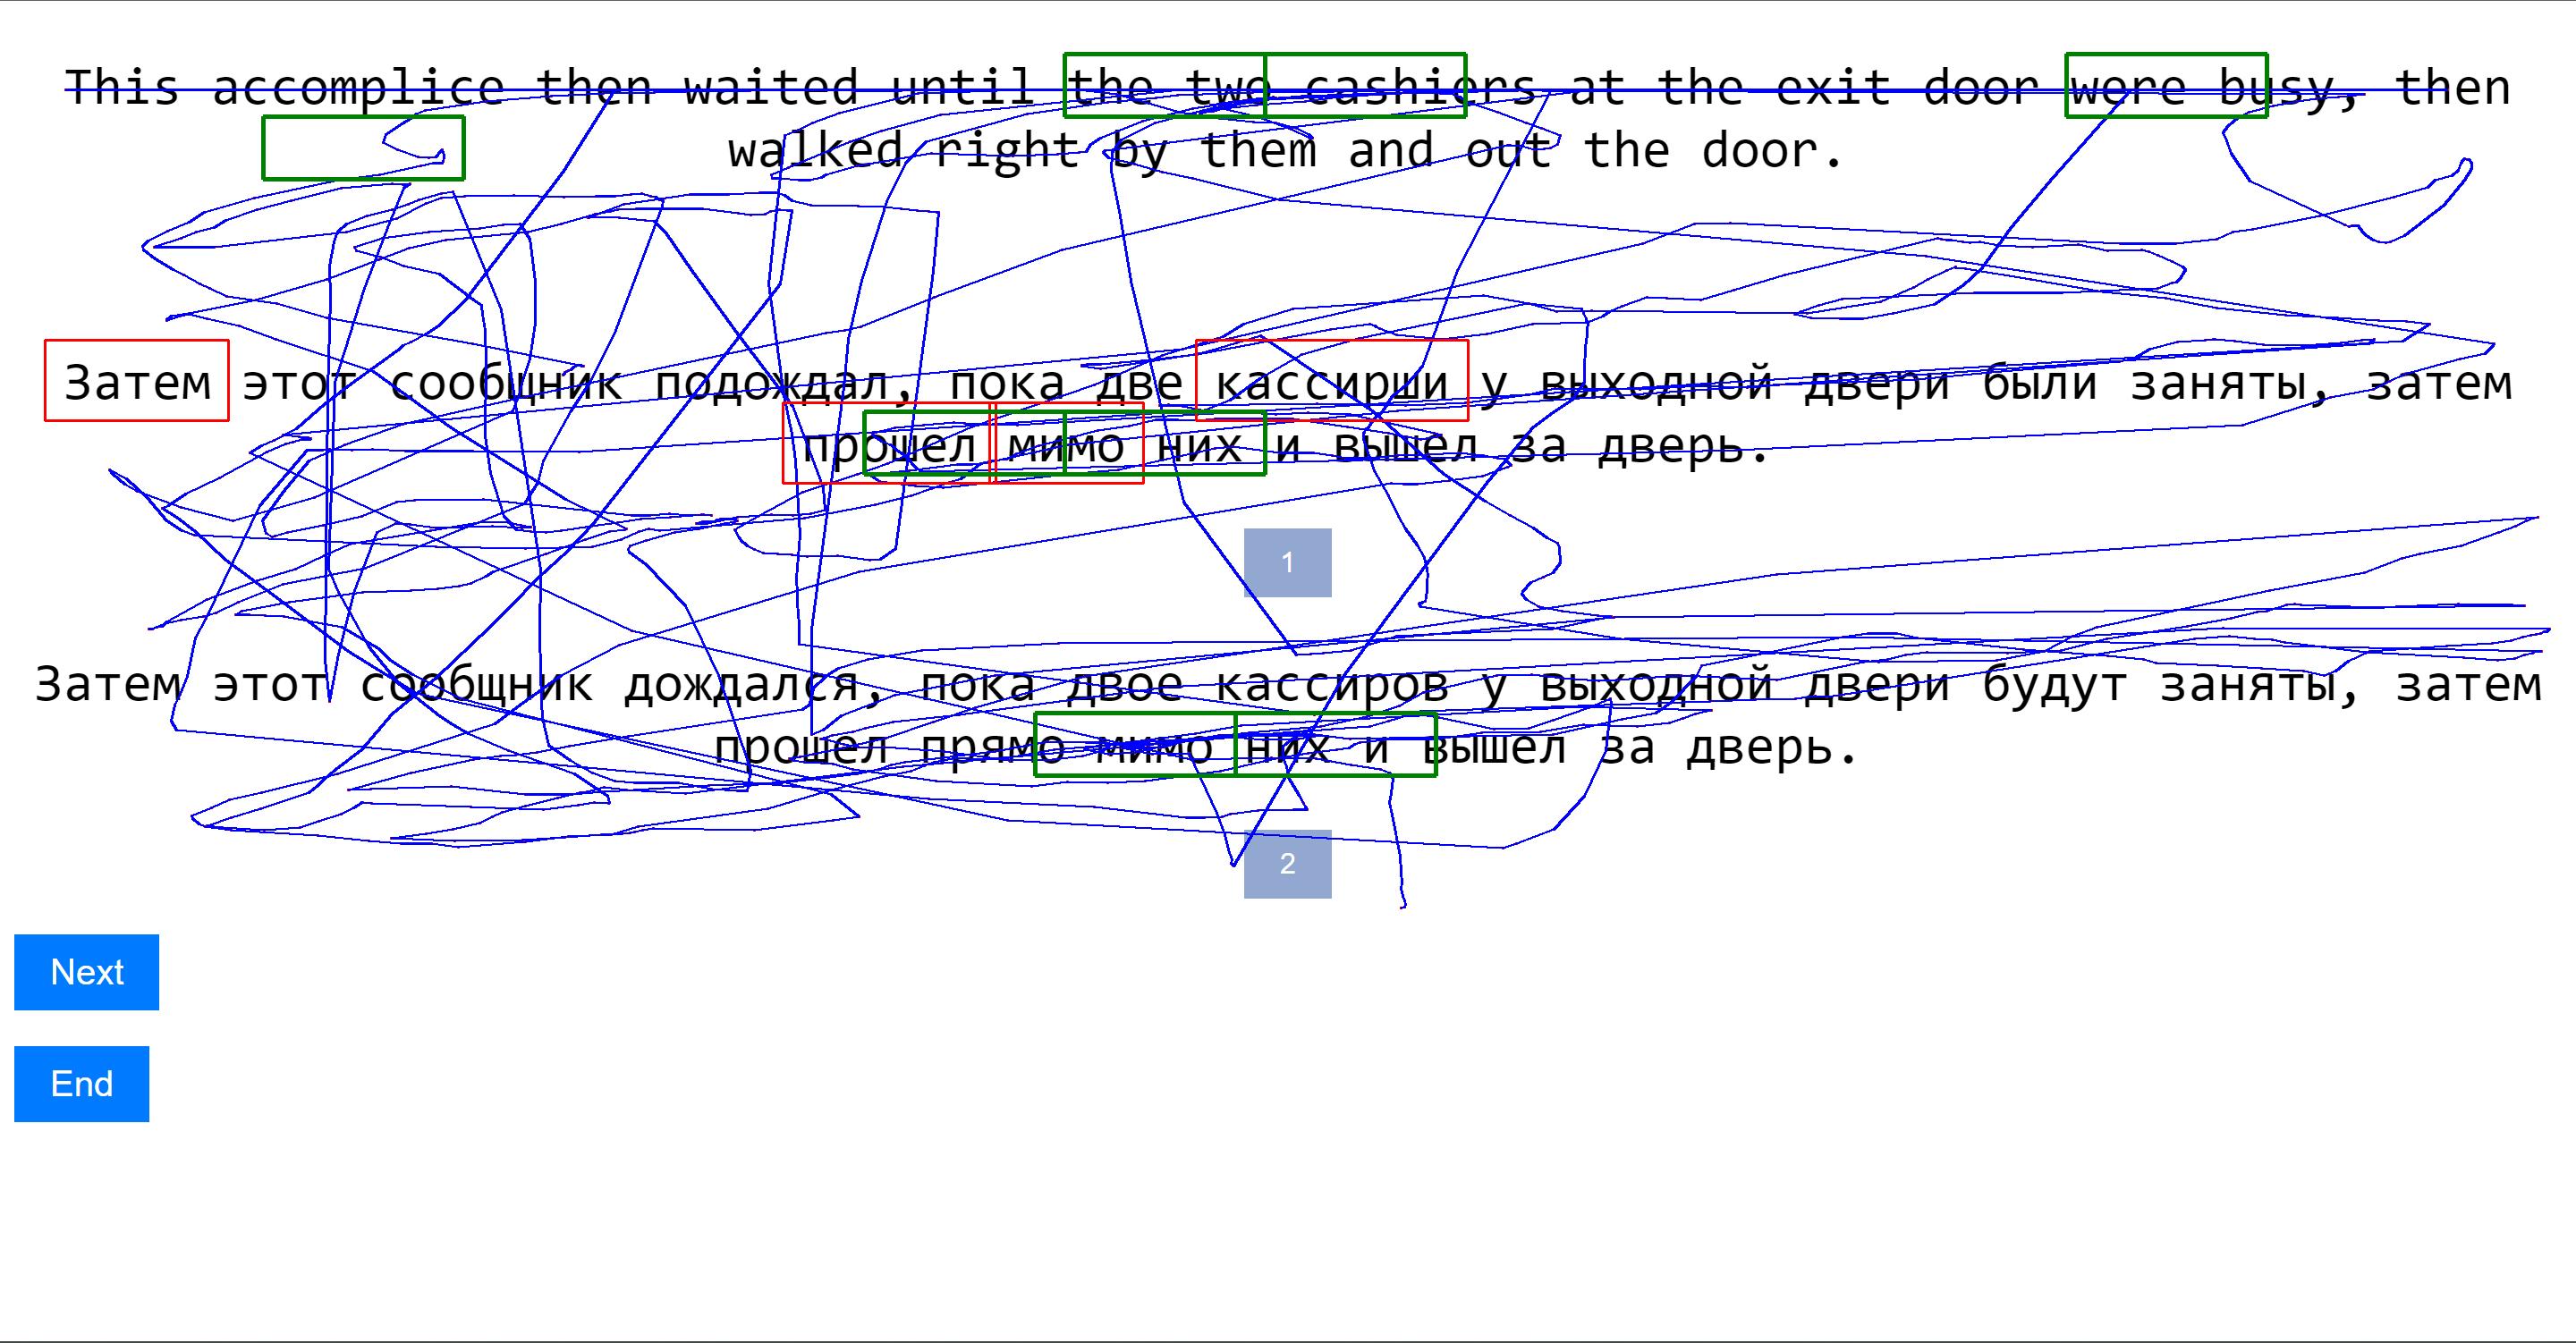 This accomplice then waited until the two cashiers at the exit door were busy, then
walked right by them and out the door.
Затем этот сообщник подождал, пока две кассирши у выходной двери были заняты, затем
прошел мимо них и вышел за дверь.
1
Затем этот сообщник дождался, пока двое кассиров у выходной двери будут заняты, затем
прошел прямо мимо них и вышел за дверь.
2
Next
End